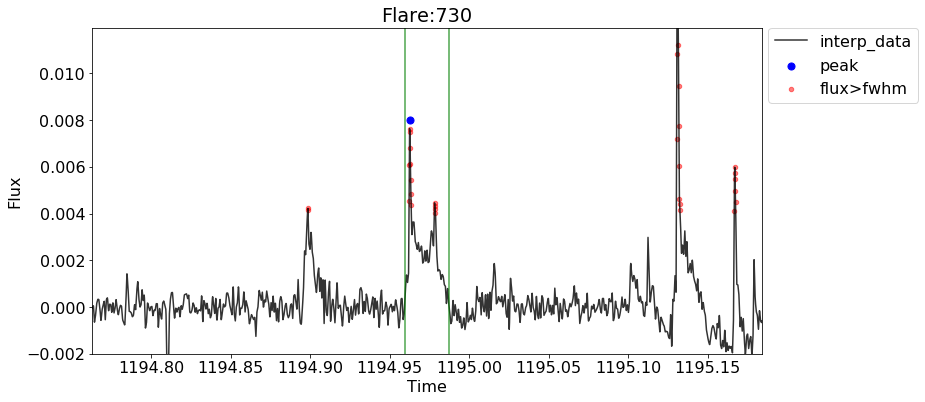 Flare:730
interp_data
peak
flux>fwhm
Flux
0.010
0.008
0.006
0.004
0.002
0.000
−0.002
1194.80 1194.85 1194.90 1194.95 1195.00 1195.05 1195.10 1195.15
Time